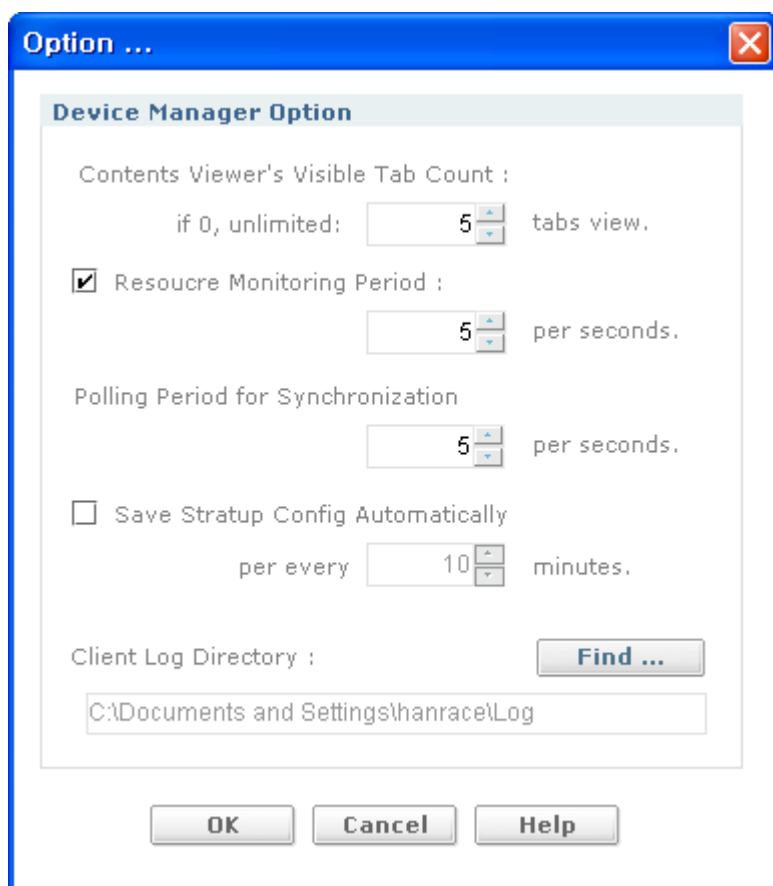 Option ...
Device Manager Option
Contents Viewer's Visible Tab Count :
if 0, unlimited: 5 tabs view.
Resoucre Monitoring Period :
5 per seconds.
Polling Period for Synchronization
5 per seconds.
Save Stratup Config Automatically
per every 10 minutes.
Client Log Directory : Find ...
C:\Documents and Settings\hanrace\Log
OK Cancel Help